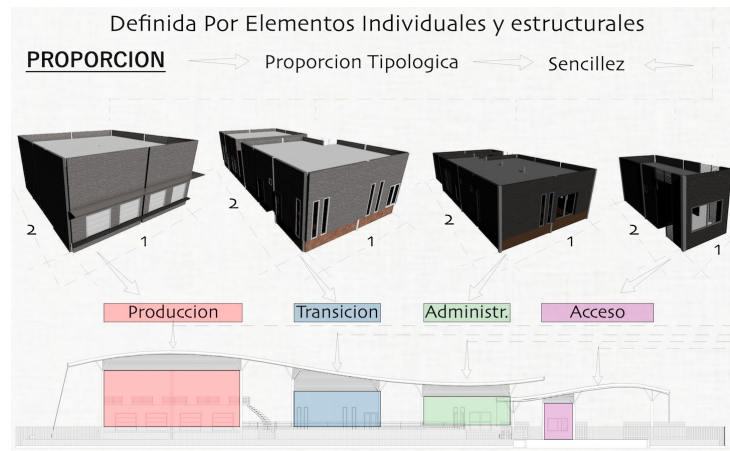 Definida Por Elementos Individuales y estructurales
PROPORCION Proporcion Tipologica Sencillez
2 1 2 1 2 1 2 1
Produccion Transicion Administr. Acceso